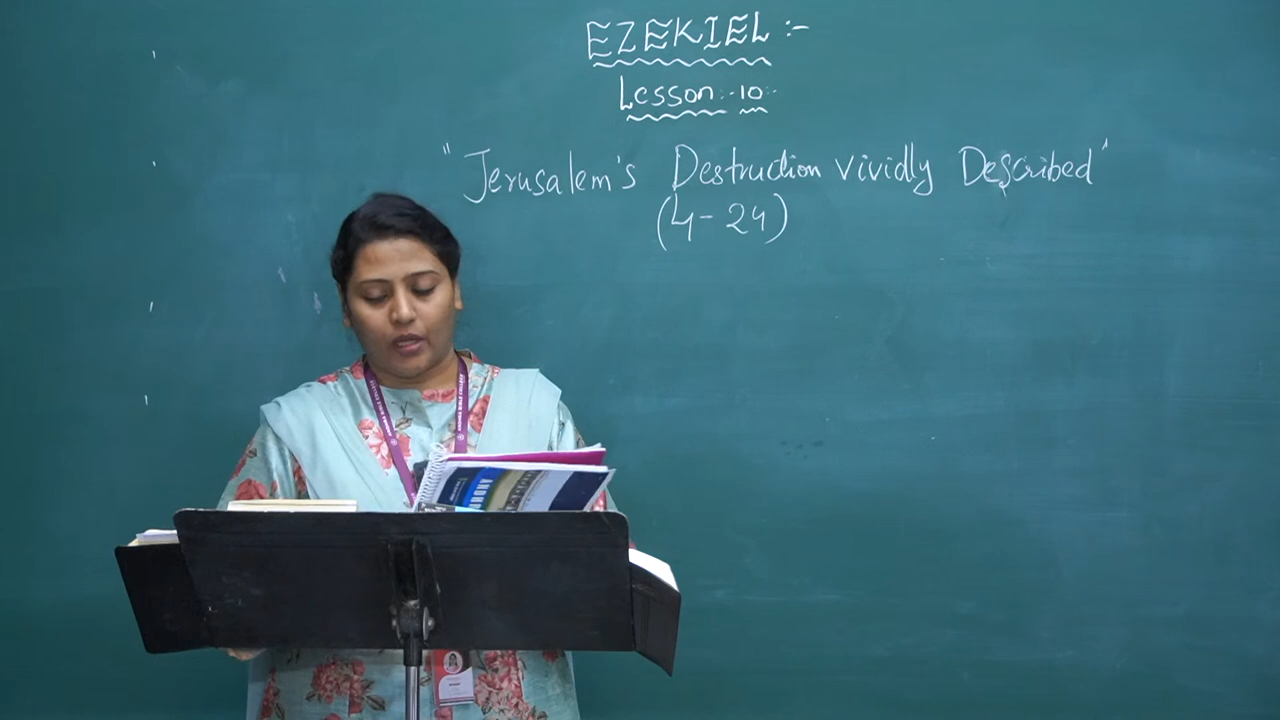 EZEKIEL :-
Lesson :- 10:-
"Jerusalem's Destruction vividly Described"
(4-24)